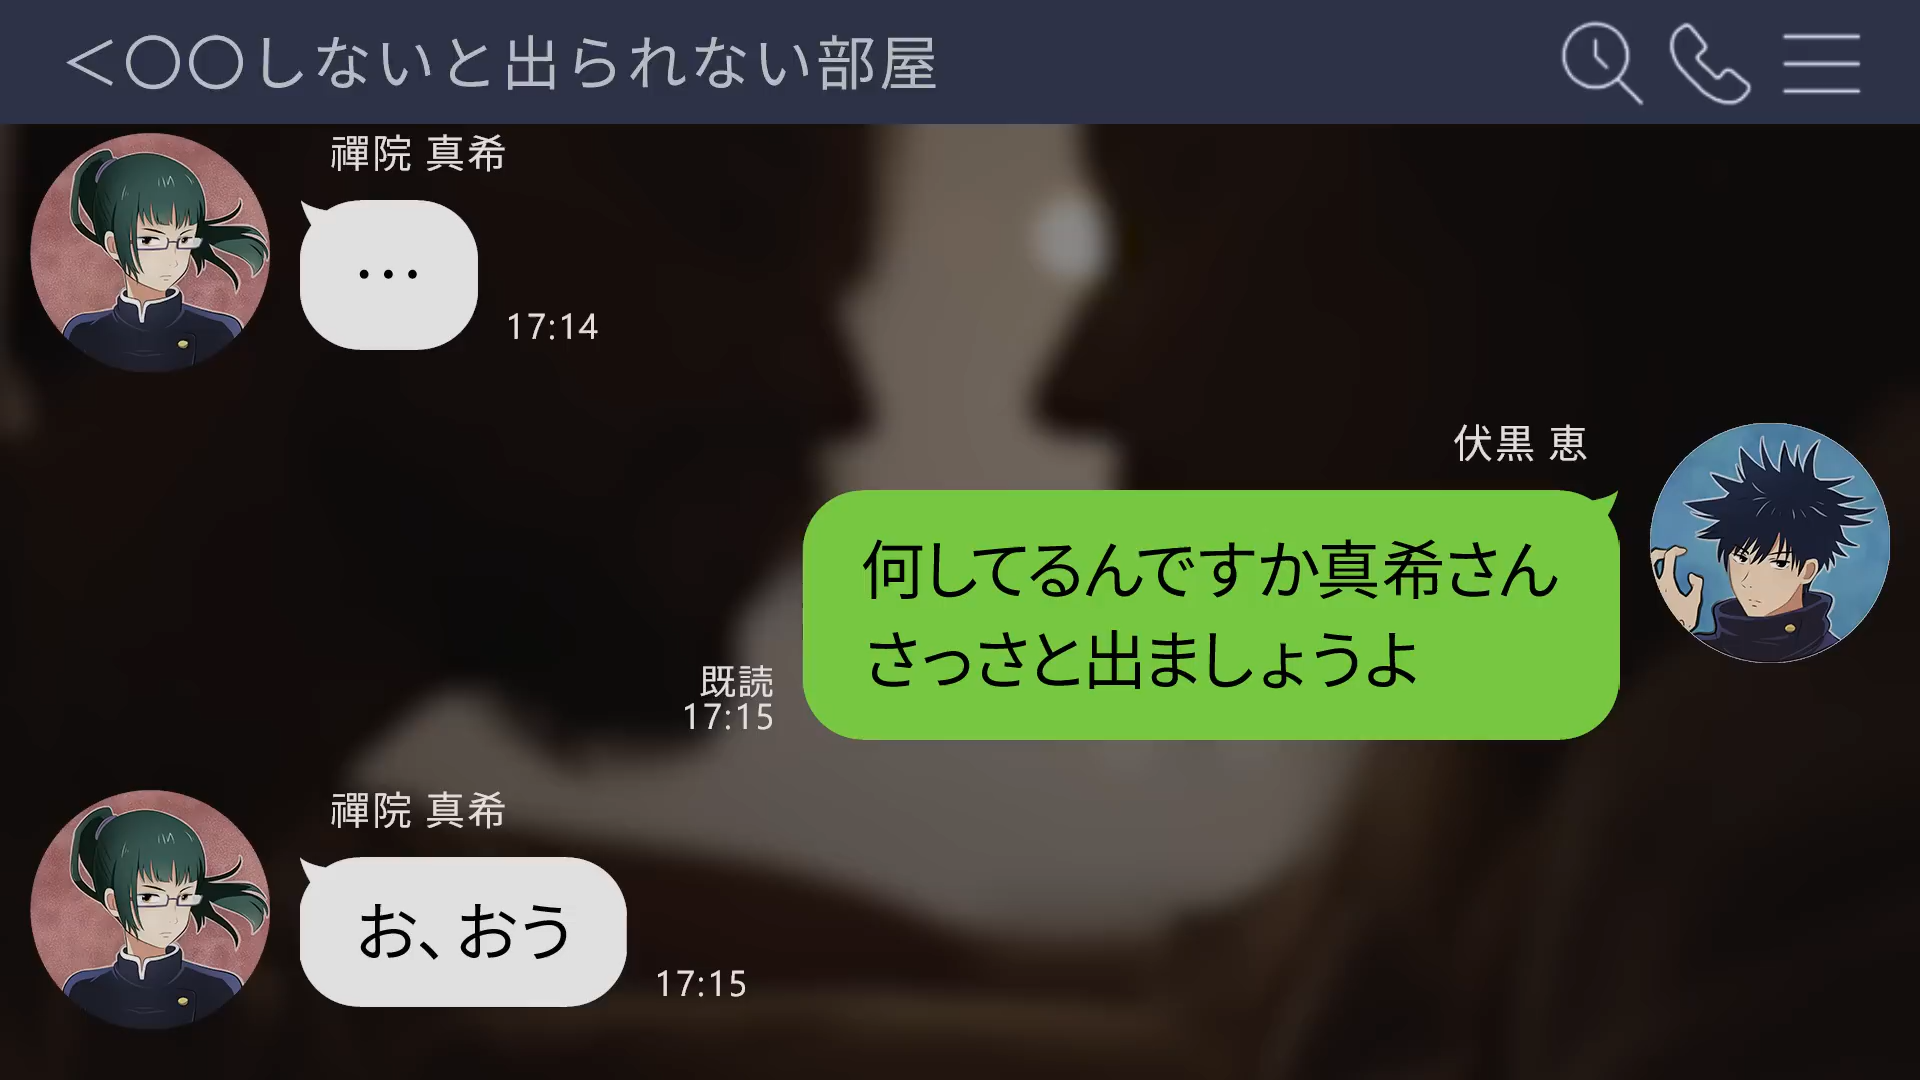 ＜〇〇しないと出られない部屋
禪院 真希
・・・
17:14
伏黒 恵
何してるんですか真希さん
さっさと出ましょうよ
既読
17:15
禪院 真希
お、おう
17:15